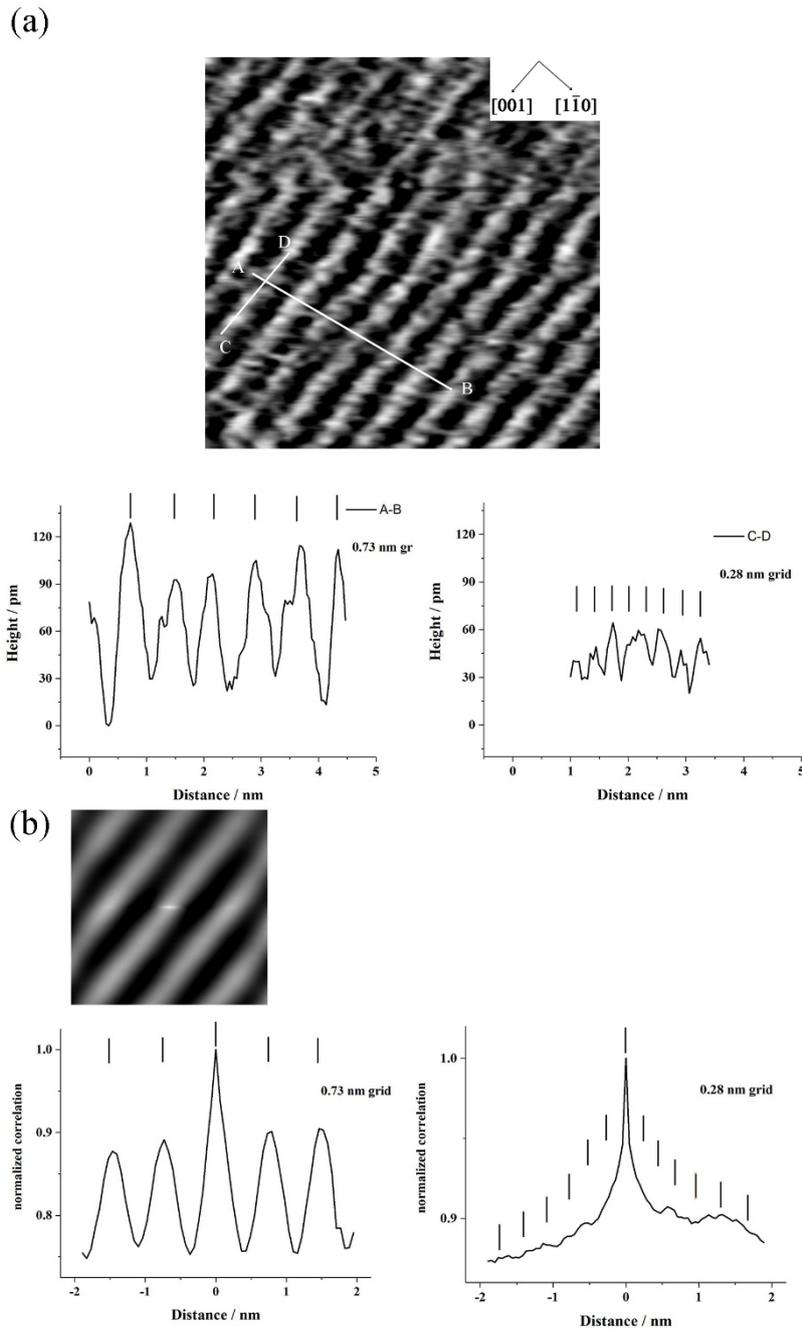 (a)
[001] [11̄0]
D
A
C
B
A-B
0.73 nm gr
120
90
60
30
0
Height / pm
0 1 2 3 4 5
Distance / nm
C-D
0.28 nm grid
120
90
60
30
0
Height / pm
0 1 2 3 4 5
Distance / nm
(b)
0.73 nm grid
1.0
0.9
0.8
normalized correlation
-2 -1 0 1 2
Distance / nm
0.28 nm grid
1.0
0.9
normalized correlation
-2 -1 0 1 2
Distance / nm